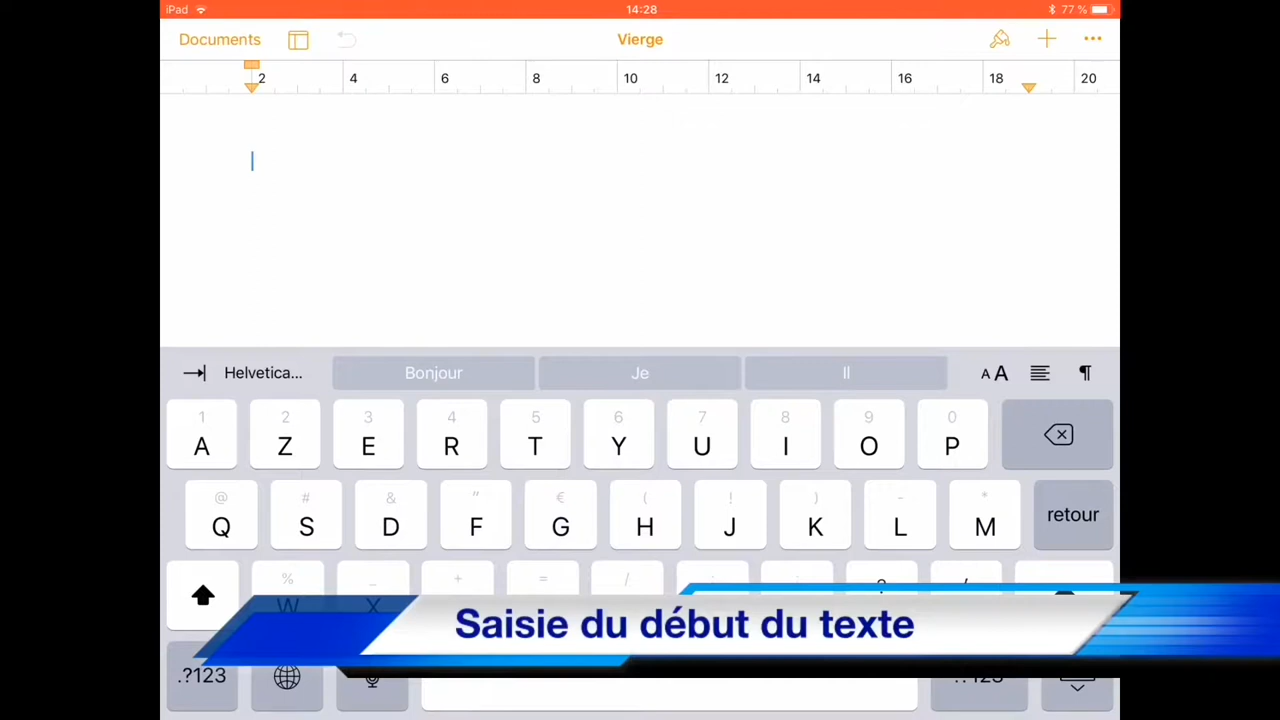 iPad 14:28 77 %
Documents Vierge
2 4 6 8 10 12 14 16 18 20
Helvetica... Bonjour Je Il AA ¶
1 2 3 4 5 6 7 8 9 0
A Z E R T Y U I O P
@ # & " € ( ! ) - *
Q S D F G H J K L M retour
% _ + = /
W X
Saisie du début du texte
.?123